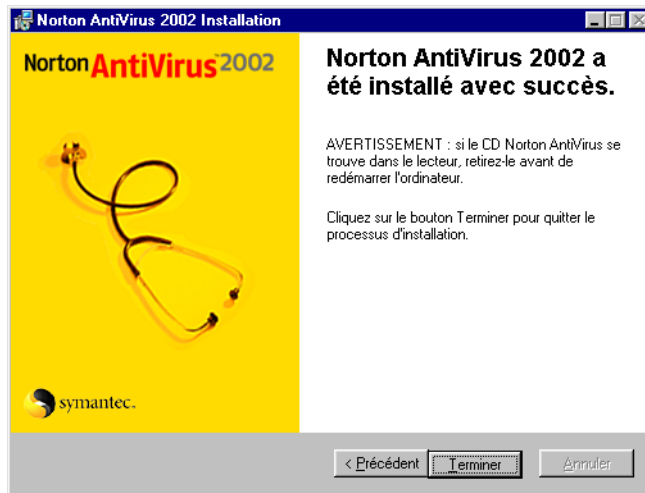 Norton AntiVirus 2002 Installation
Norton AntiVirus 2002
Norton AntiVirus 2002 a
été installé avec succès.
AVERTISSEMENT : si le CD Norton AntiVirus se
trouve dans le lecteur, retirez-le avant de
redémarrer l'ordinateur.
Cliquez sur le bouton Terminer pour quitter le
processus d'installation.
symantec.
< Précédent
Terminer
Annuler